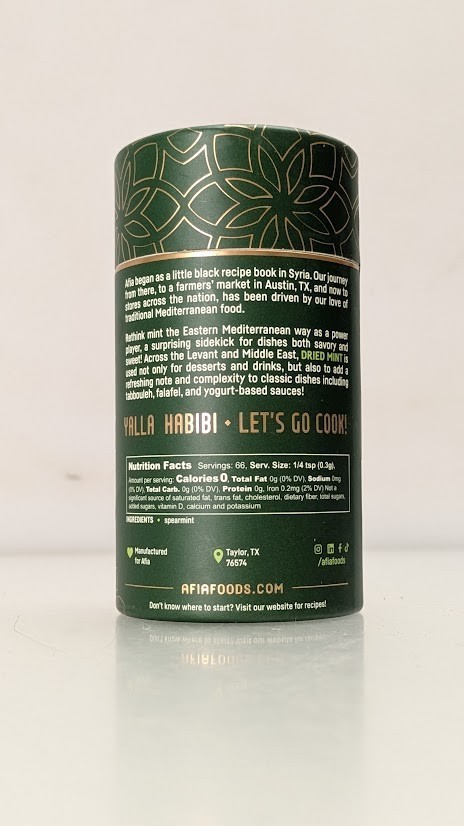 Afia began as a little black recipe book in Syria. Our journey
from there, to a farmers' market in Austin, TX, and now to
stores across the nation, has been driven by our love of
traditional Mediterranean food.
Rethink mint the Eastern Mediterranean way as a power
player, a surprising sidekick for dishes both savory and
sweet! Across the Levant and Middle East, DRIED MINT is
used not only for desserts and drinks, but also to add a
refreshing note and complexity to classic dishes including
tabbouleh, falafel, and yogurt-based sauces!
YALLA HABIBI • LET'S GO COOK!
Nutrition Facts Servings: 66, Serv. Size: 1/4 tsp (0.3g),
Amount per serving: Calories 0, Total Fat 0g (0% DV), Sodium 0mg
(0% DV), Total Carb. 0g (0% DV), Protein 0g, Iron 0.2mg (2% DV) Not a
significant source of saturated fat, trans fat, cholesterol, dietary fiber, total sugars,
added sugars, vitamin D, calcium and potassium
INGREDIENTS • spearmint
Manufactured
for Afia
Taylor, TX
76574
/afiafoods
AFIAFOODS.COM
Don't know where to start? Visit our website for recipes!